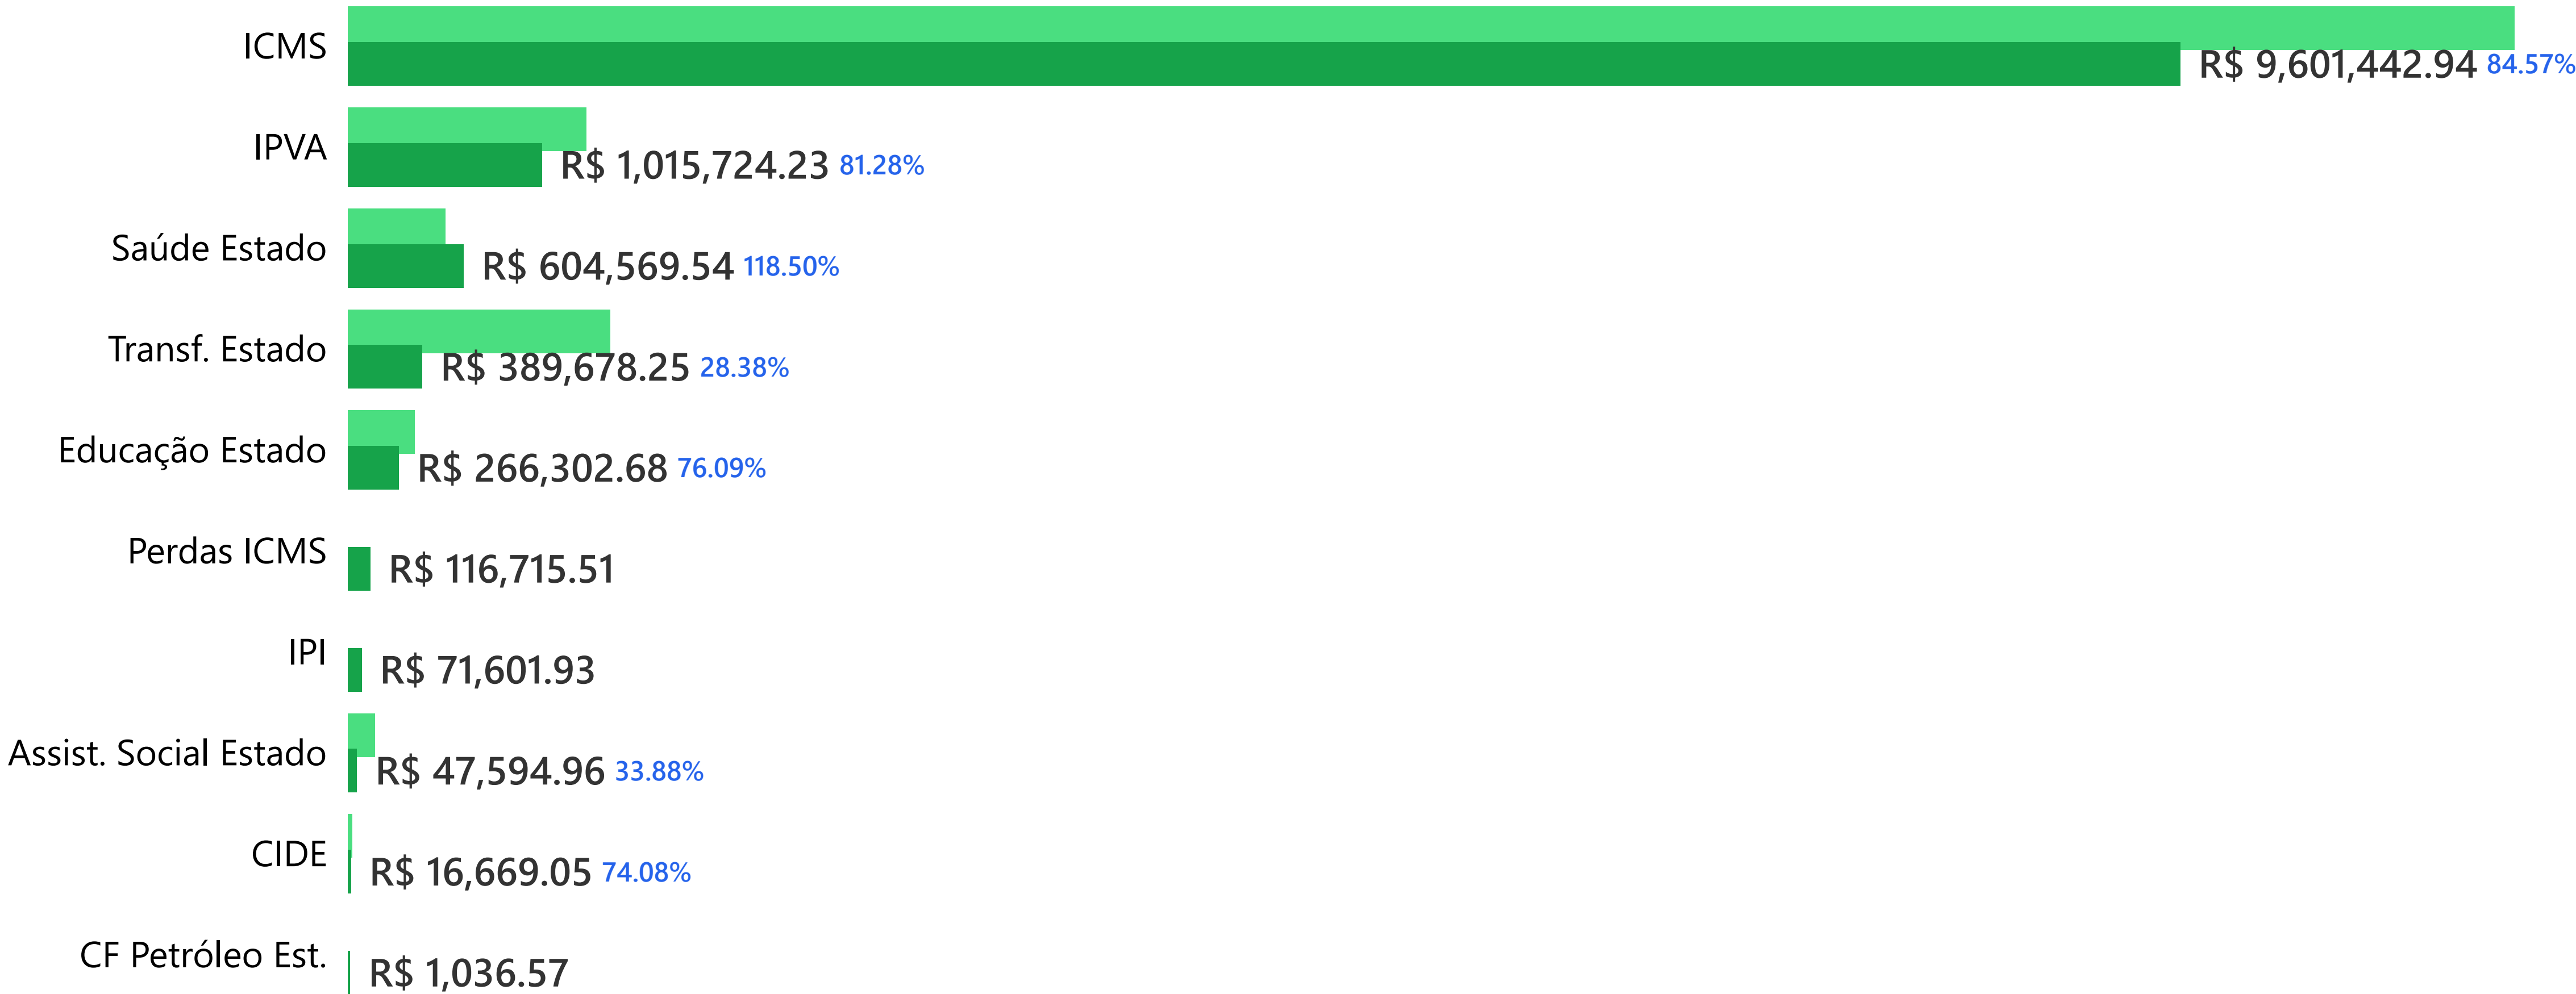 ICMS R$ 9,601,442.94 84.57%
IPVA R$ 1,015,724.23 81.28%
Saúde Estado R$ 604,569.54 118.50%
Transf. Estado R$ 389,678.25 28.38%
Educação Estado R$ 266,302.68 76.09%
Perdas ICMS R$ 116,715.51
IPI R$ 71,601.93
Assist. Social Estado R$ 47,594.96 33.88%
CIDE R$ 16,669.05 74.08%
CF Petróleo Est. R$ 1,036.57